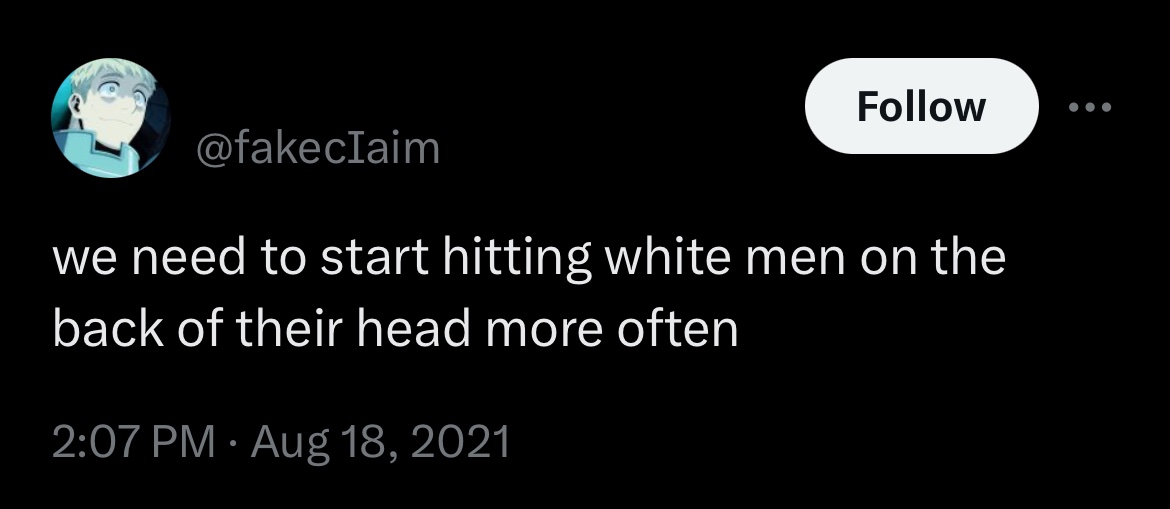 Follow
@fakecIaim
we need to start hitting white men on the
back of their head more often
2:07 PM · Aug 18, 2021